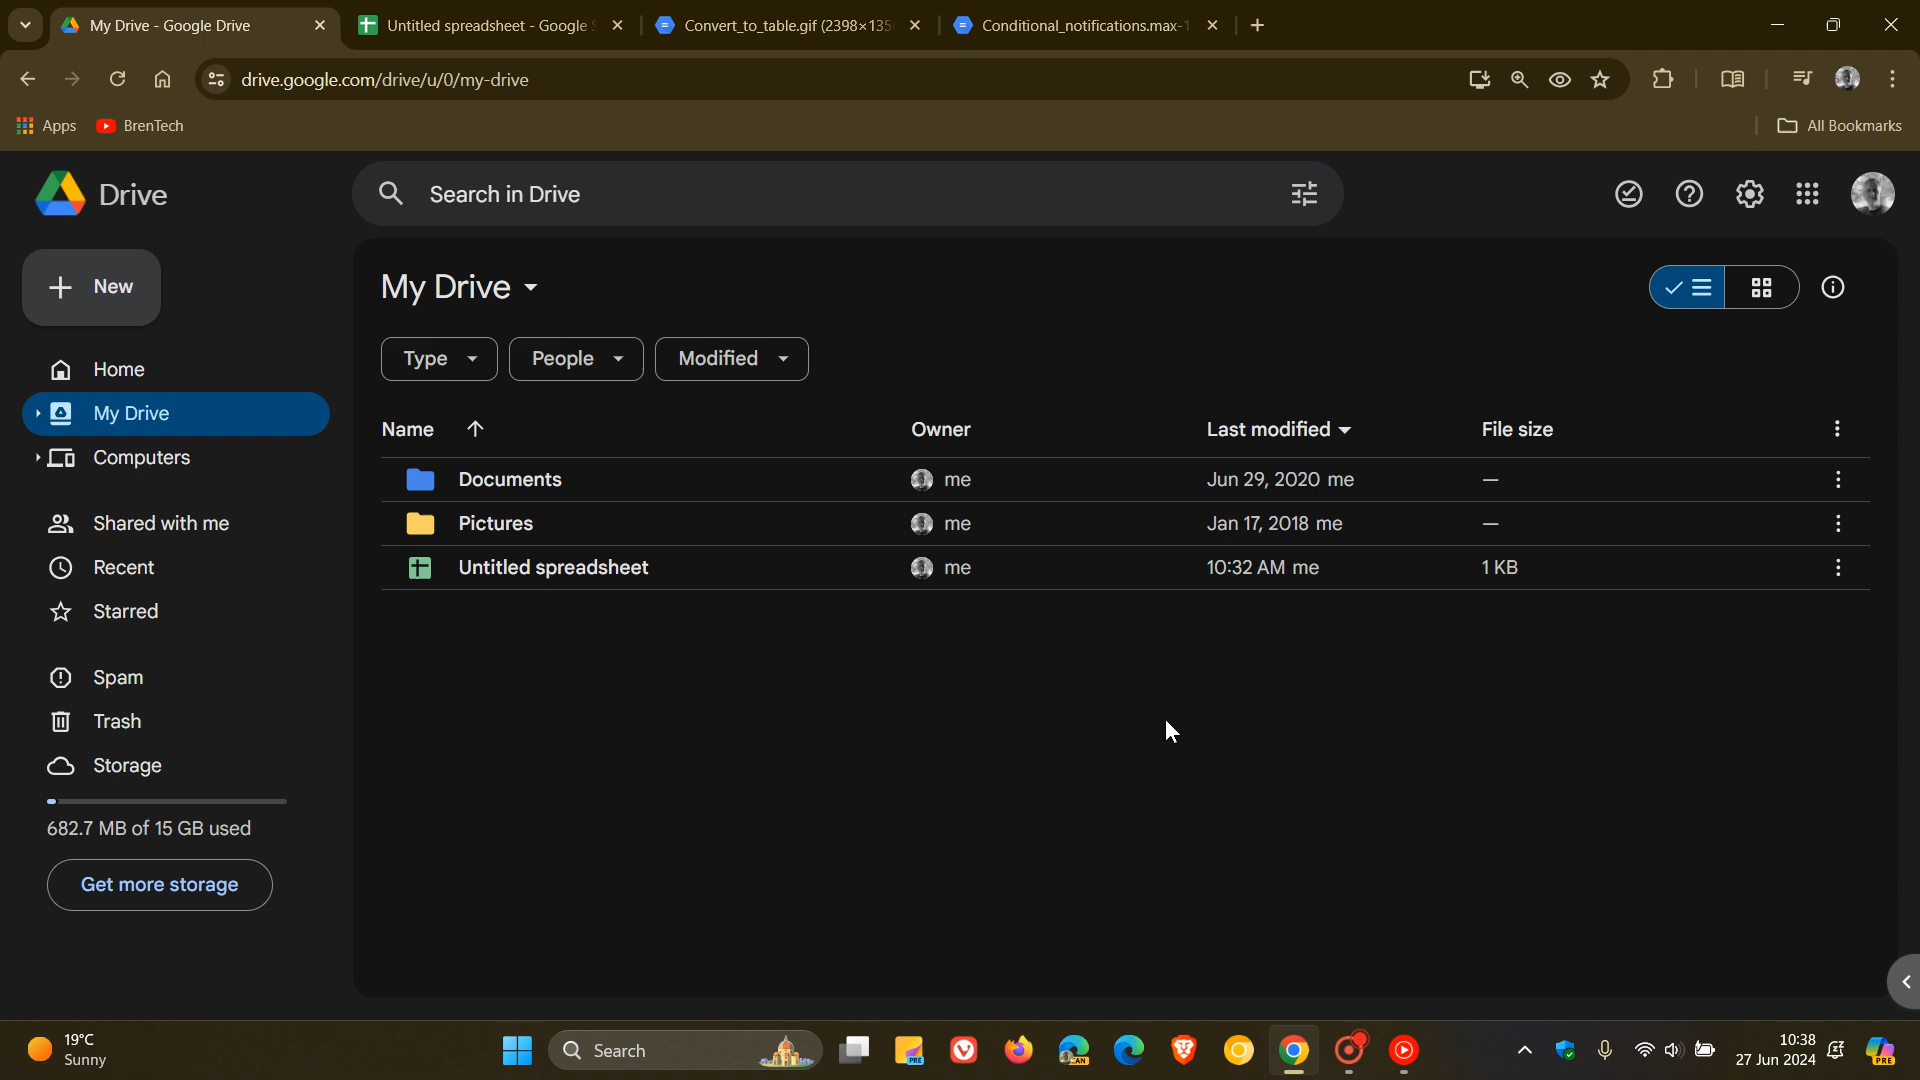 My Drive - Google Drive
Untitled spreadsheet - Google S
Convert_to_table.gif (2398×135
Conditional_notifications.max-1
drive.google.com/drive/u/0/my-drive
Apps
BrenTech
All Bookmarks
Drive
Search in Drive
New
My Drive
Type
People
Modified
Home
My Drive
Computers
Shared with me
Recent
Starred
Spam
Trash
Storage
682.7 MB of 15 GB used
Get more storage
Name
Owner
Last modified
File size
Documents me Jun 29, 2020 me —
Pictures me Jan 17, 2018 me —
Untitled spreadsheet me 10:32 AM me 1 KB
19°C
Sunny
Search
PRE
CAN
10:38
27 Jun 2024
PRE